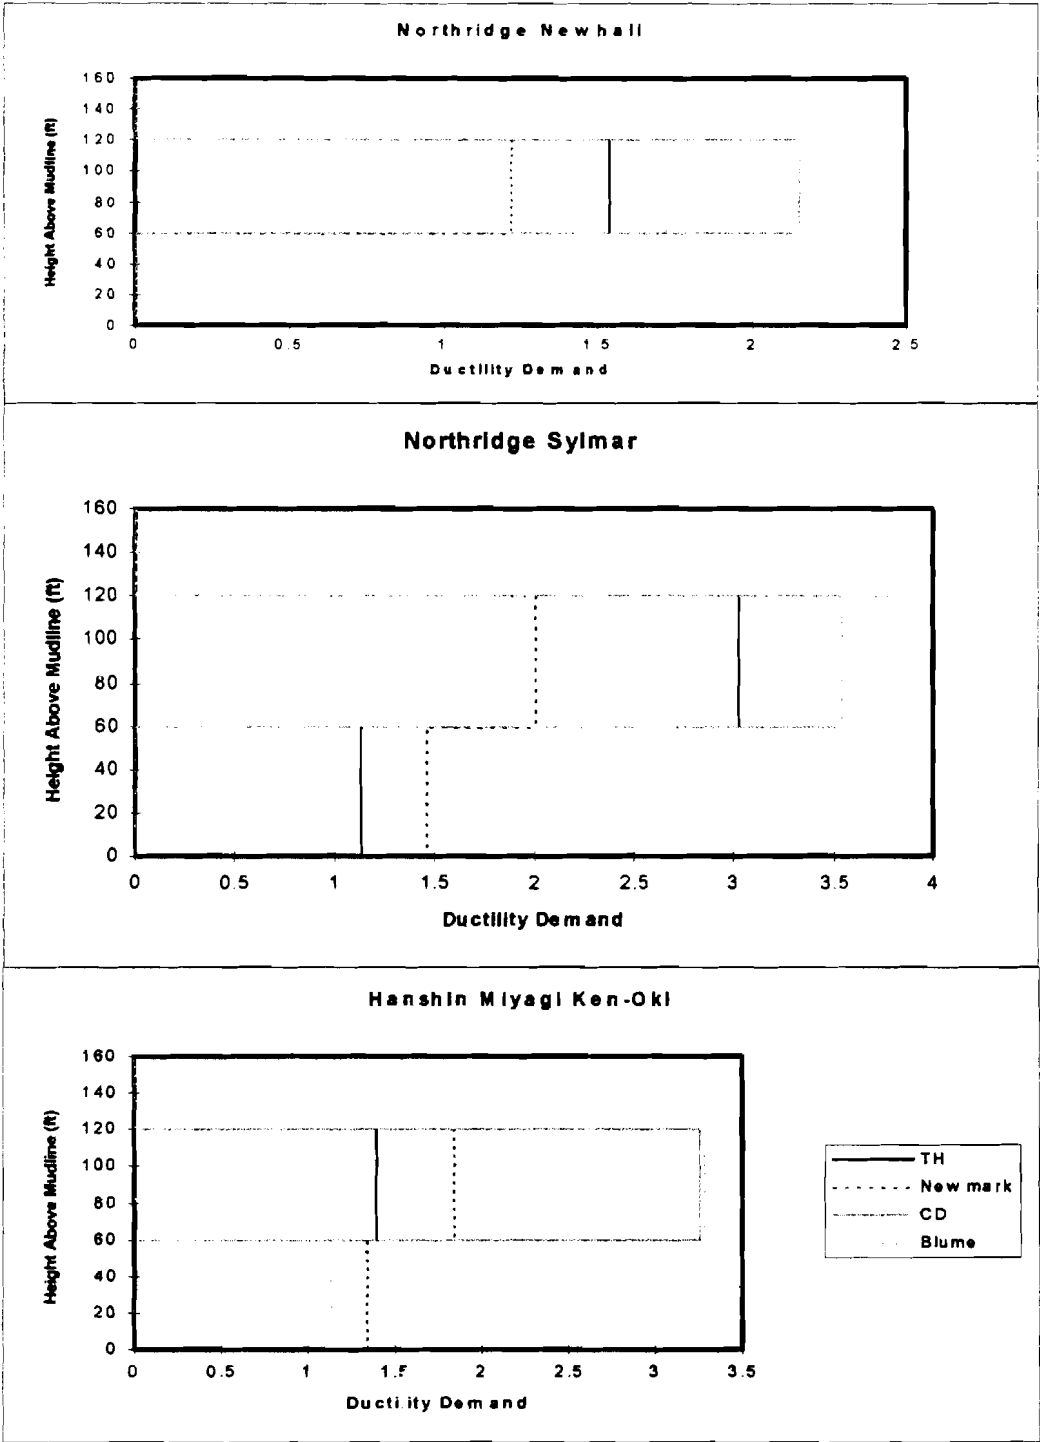 Northridge Newhall
160
140
120
100
80
60
40
20
0
Height Above Mudline (ft)
0 0.5 1 1 5 2 2 5
Ductility Demand
Northridge Sylmar
160
140
120
100
80
60
40
20
0
Height Above Mudline (ft)
0 0.5 1 1.5 2 2.5 3 3.5 4
Ductility Demand
Hanshin Miyagi Ken-Oki
160
140
120
100
80
60
40
20
0
Height Above Mudline (ft)
0 0.5 1 1.5 2 2.5 3 3.5
Ducti.ity Demand
TH
New mark
CD
Blume